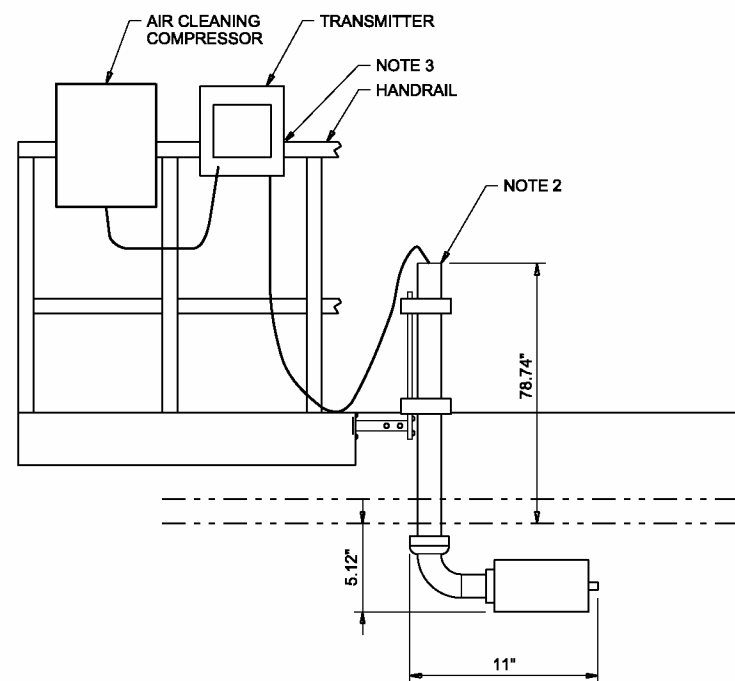 AIR CLEANING
COMPRESSOR
TRANSMITTER
NOTE 3
HANDRAIL
NOTE 2
78.74"
5.12"
11"